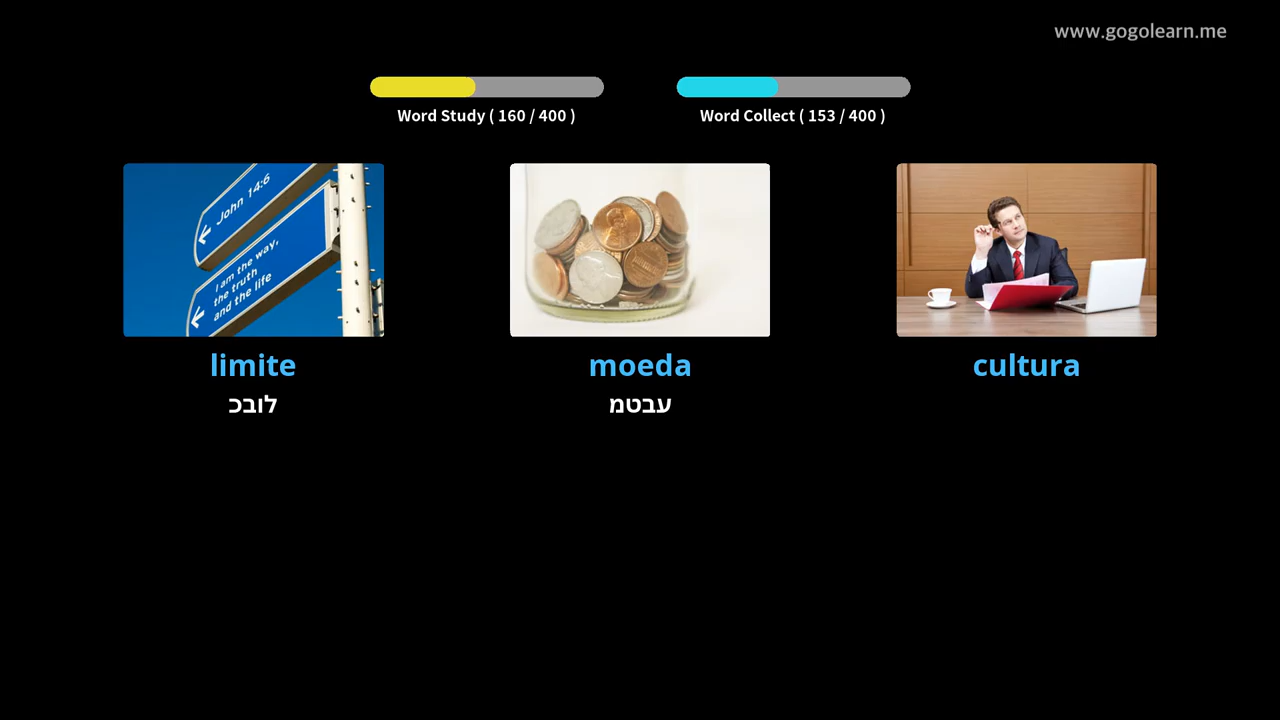 www.gogolearn.me
Word Study ( 160 / 400 )
Word Collect ( 153 / 400 )
John 14:6
I am the way,
the truth
and the life
limite
moeda
cultura
לובכ
עבטמ